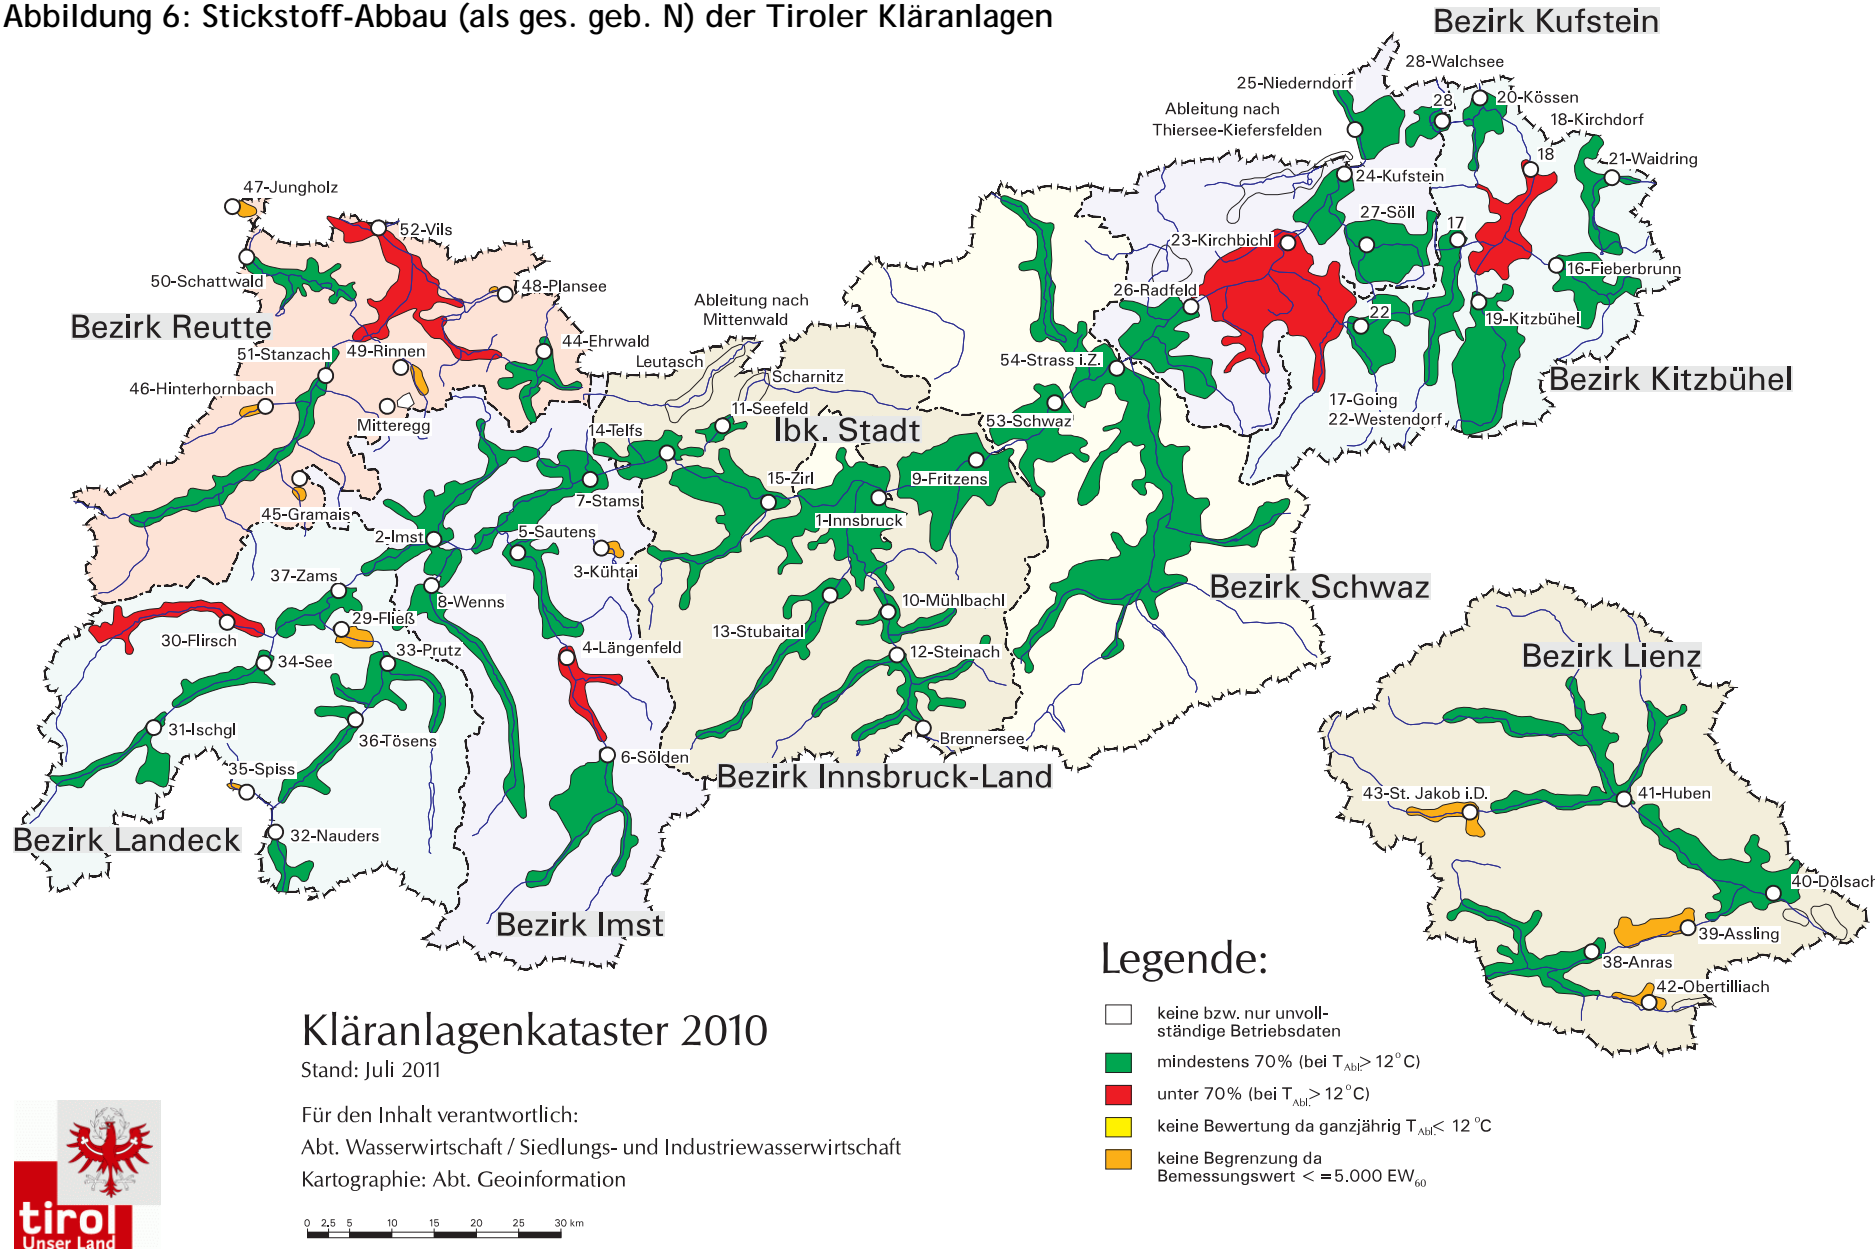 Abbildung 6: Stickstoff-Abbau (als ges. geb. N) der Tiroler Kläranlagen
Bezirk Kufstein
28-Walchsee
25-Niederndorf
20-Kössen
28
Ableitung nach
Thiersee-Kiefersfelden
18-Kirchdorf
18
21-Waidring
24-Kufstein
47-Jungholz
27-Söll
17
52-Vils
23-Kirchbichl
16-Fieberbrunn
50-Schattwald
48-Plansee
26-Radfeld
Ableitung nach
Mittenwald
22
19-Kitzbühel
Bezirk Reutte
44-Ehrwald
51-Stanzach
49-Rinnen
Leutasch
54-Strass i.Z.
Scharnitz
Bezirk Kitzbühel
46-Hinterhornbach
17-Going
22-Westendorf
11-Seefeld
Mitteregg
14-Telfs
Ibk. Stadt
53-Schwaz
15-Zirl
9-Fritzens
7-Stams
45-Gramais
1-Innsbruck
2-Imst
5-Sautens
3-Kühtai
37-Zams
Bezirk Schwaz
8-Wenns
10-Mühlbachl
29-Fließ
30-Flirsch
13-Stubaital
4-Längenfeld
33-Prutz
34-See
12-Steinach
Bezirk Lienz
31-Ischgl
36-Tösens
Brennersee
6-Sölden
35-Spiss
Bezirk Innsbruck-Land
43-St. Jakob i.D.
41-Huben
32-Nauders
Bezirk Landeck
40-Dölsach
Bezirk Imst
39-Assling
38-Anras
42-Obertilliach
Legende:
keine bzw. nur unvoll-
ständige Betriebsdaten
mindestens 70% (bei T Abl.> 12°C)
unter 70% (bei T Abl.> 12°C)
keine Bewertung da ganzjährig T Abl.< 12 °C
keine Begrenzung da
Bemessungswert < =5.000 EW60
Kläranlagenkataster 2010
Stand: Juli 2011
Für den Inhalt verantwortlich:
Abt. Wasserwirtschaft / Siedlungs- und Industriewasserwirtschaft
Kartographie: Abt. Geoinformation
0 2.5 5 10 15 20 25 30 km
tirol
Unser Land